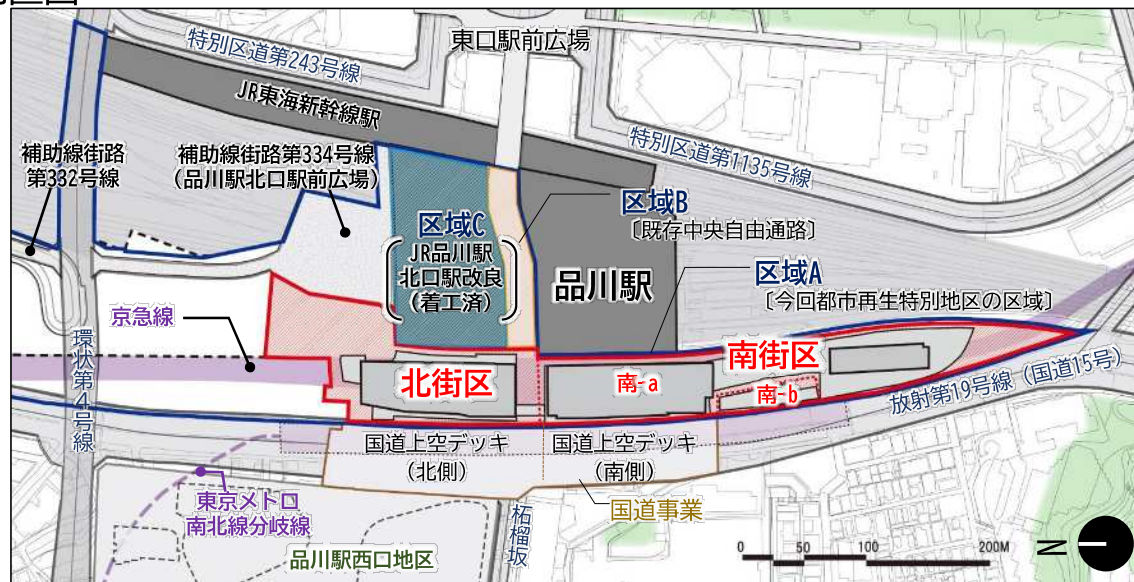 特別区道第243号線
東口駅前広場
JR東海新幹線駅
補助線街路
第332号線
補助線街路第334号線
(品川駅北口駅前広場)
特別区道第1135号線
区域C
JR品川駅
北口駅改良
(着工済)
区域B
〔既存中央自由通路〕
品川駅
区域A
〔今回都市再生特別地区の区域〕
京急線
環状第4号線
北街区
南-a
南街区
南-b
放射第19号線（国道15号）
国道上空デッキ
(北側)
国道上空デッキ
(南側)
東京メトロ
南北線分岐線
国道事業
柘榴坂
品川駅西口地区
0 50 100 200M
N